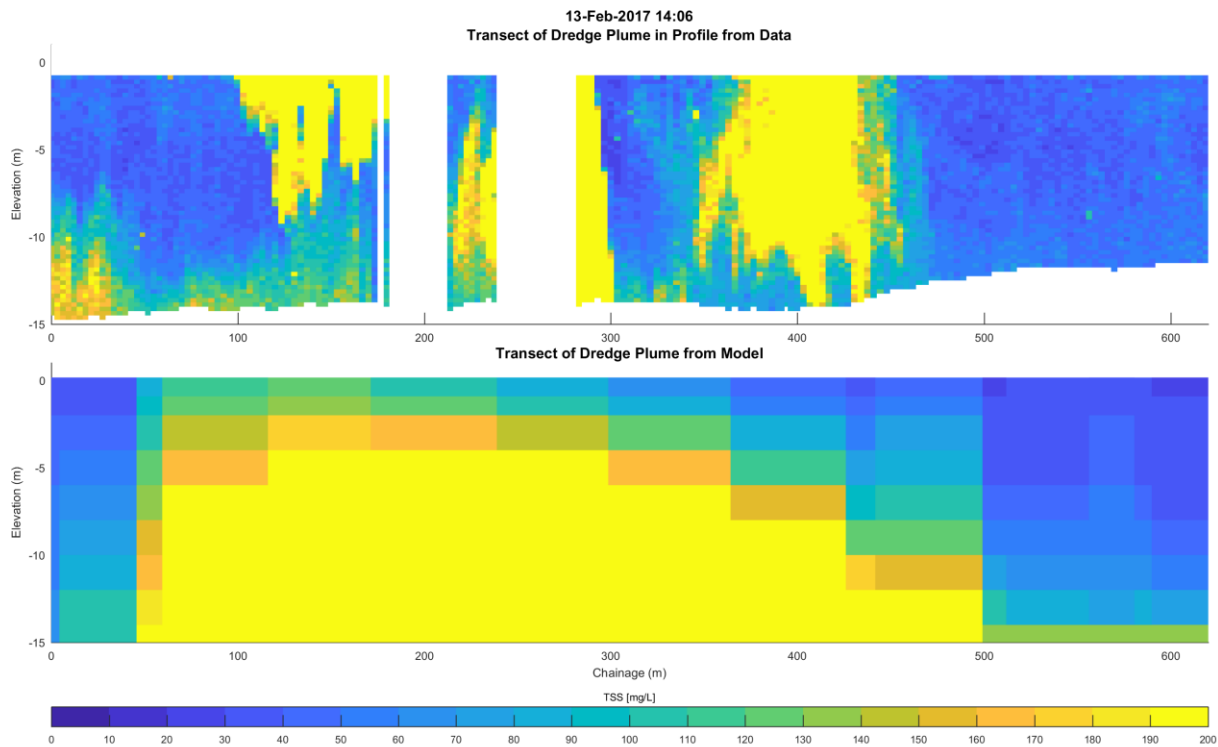 13-Feb-2017 14:06
Transect of Dredge Plume in Profile from Data
0
-5
-10
-15
Elevation (m)
0 100 200 300 400 500 600
Transect of Dredge Plume from Model
0
-5
-10
-15
Elevation (m)
0 100 200 300 400 500 600
Chainage (m)
TSS [mg/L]
0 10 20 30 40 50 60 70 80 90 100 110 120 130 140 150 160 170 180 190 200